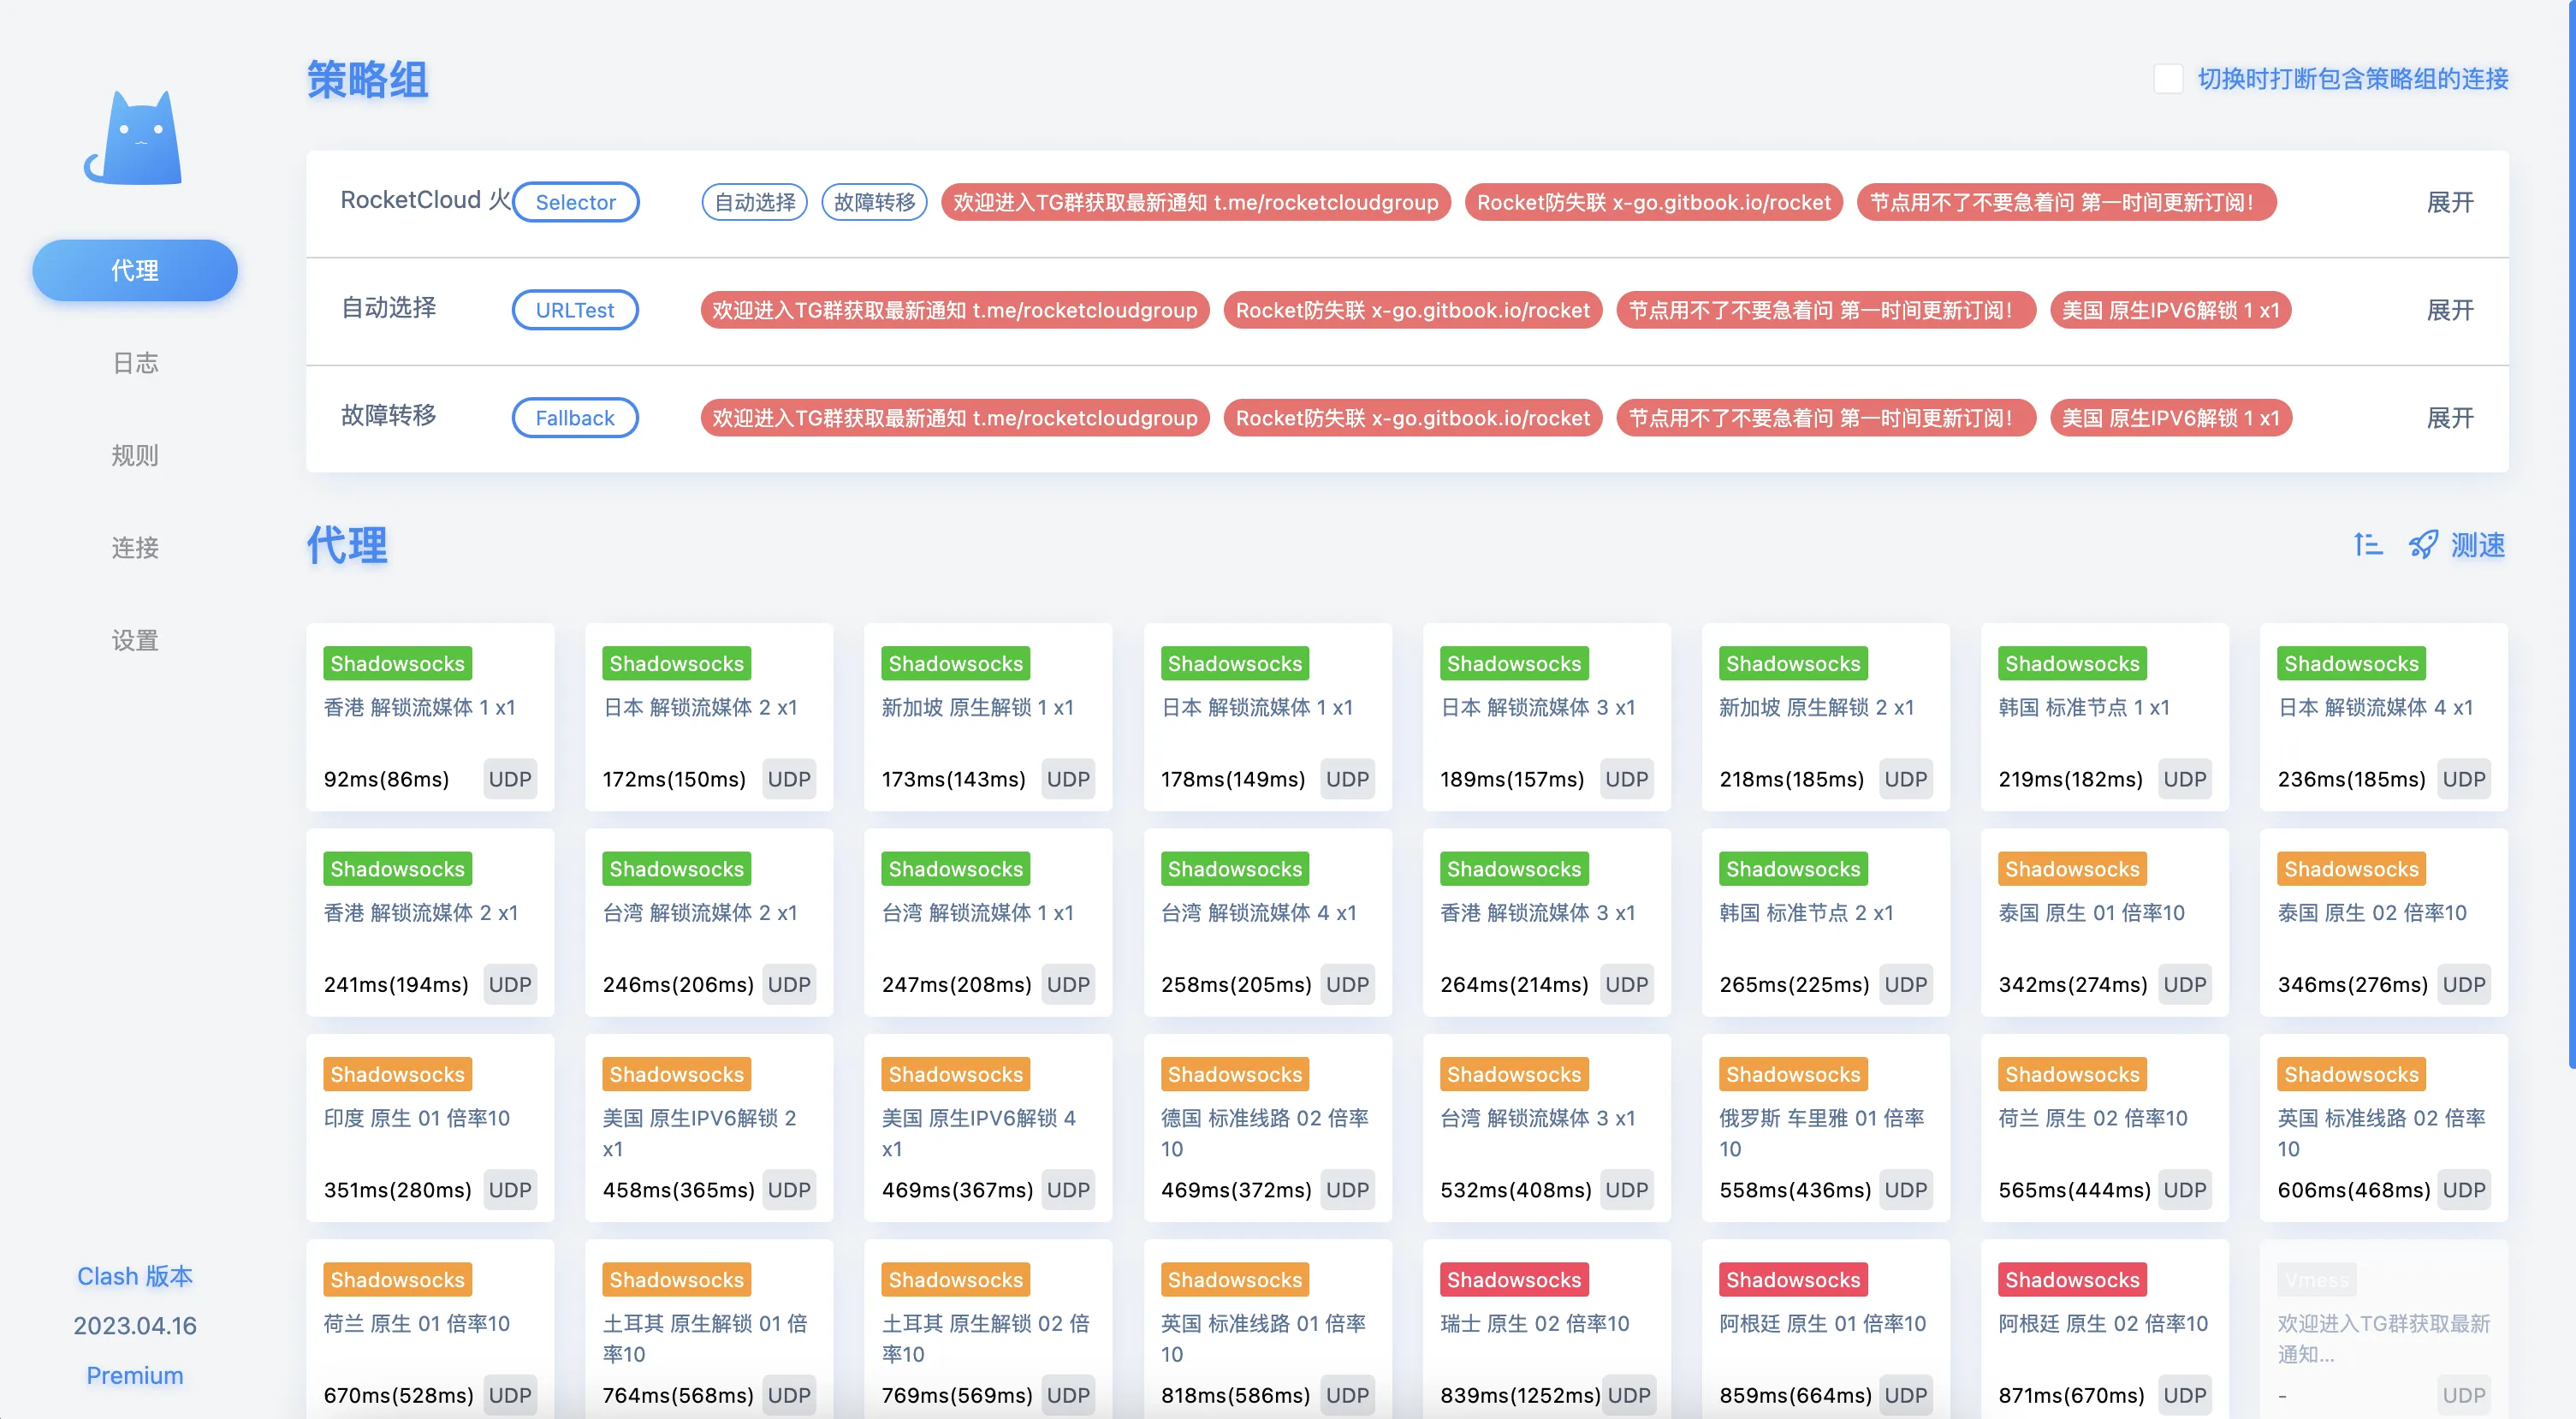 策略组
切换时打断包含策略组的连接
RocketCloud 火 Selector 自动选择 故障转移 欢迎进入TG群获取最新通知 t.me/rocketcloudgroup Rocket防失联 x-go.gitbook.io/rocket 节点用不了不要急着问 第一时间更新订阅！ 展开
自动选择 URLTest 欢迎进入TG群获取最新通知 t.me/rocketcloudgroup Rocket防失联 x-go.gitbook.io/rocket 节点用不了不要急着问 第一时间更新订阅！ 美国 原生IPV6解锁 1 x1 展开
故障转移 Fallback 欢迎进入TG群获取最新通知 t.me/rocketcloudgroup Rocket防失联 x-go.gitbook.io/rocket 节点用不了不要急着问 第一时间更新订阅！ 美国 原生IPV6解锁 1 x1 展开
代理
日志
规则
连接
设置
Clash 版本
2023.04.16
Premium
代理
测速
Shadowsocks
香港 解锁流媒体 1 x1
92ms(86ms) UDP
Shadowsocks
日本 解锁流媒体 2 x1
172ms(150ms) UDP
Shadowsocks
新加坡 原生解锁 1 x1
173ms(143ms) UDP
Shadowsocks
日本 解锁流媒体 1 x1
178ms(149ms) UDP
Shadowsocks
日本 解锁流媒体 3 x1
189ms(157ms) UDP
Shadowsocks
新加坡 原生解锁 2 x1
218ms(185ms) UDP
Shadowsocks
韩国 标准节点 1 x1
219ms(182ms) UDP
Shadowsocks
日本 解锁流媒体 4 x1
236ms(185ms) UDP
Shadowsocks
香港 解锁流媒体 2 x1
241ms(194ms) UDP
Shadowsocks
台湾 解锁流媒体 2 x1
246ms(206ms) UDP
Shadowsocks
台湾 解锁流媒体 1 x1
247ms(208ms) UDP
Shadowsocks
台湾 解锁流媒体 4 x1
258ms(205ms) UDP
Shadowsocks
香港 解锁流媒体 3 x1
264ms(214ms) UDP
Shadowsocks
韩国 标准节点 2 x1
265ms(225ms) UDP
Shadowsocks
泰国 原生 01 倍率10
342ms(274ms) UDP
Shadowsocks
泰国 原生 02 倍率10
346ms(276ms) UDP
Shadowsocks
印度 原生 01 倍率10
351ms(280ms) UDP
Shadowsocks
美国 原生IPV6解锁 2
x1
458ms(365ms) UDP
Shadowsocks
美国 原生IPV6解锁 4
x1
469ms(367ms) UDP
Shadowsocks
德国 标准线路 02 倍率
10
469ms(372ms) UDP
Shadowsocks
台湾 解锁流媒体 3 x1
532ms(408ms) UDP
Shadowsocks
俄罗斯 车里雅 01 倍率
10
558ms(436ms) UDP
Shadowsocks
荷兰 原生 02 倍率10
565ms(444ms) UDP
Shadowsocks
英国 标准线路 02 倍率
10
606ms(468ms) UDP
Shadowsocks
荷兰 原生 01 倍率10
670ms(528ms) UDP
Shadowsocks
土耳其 原生解锁 01 倍
率10
764ms(568ms) UDP
Shadowsocks
土耳其 原生解锁 02 倍
率10
769ms(569ms) UDP
Shadowsocks
英国 标准线路 01 倍率
10
818ms(586ms) UDP
Shadowsocks
瑞士 原生 02 倍率10
839ms(1252ms) UDP
Shadowsocks
阿根廷 原生 01 倍率10
859ms(664ms) UDP
Shadowsocks
阿根廷 原生 02 倍率10
871ms(670ms) UDP
Vmess
欢迎进入TG群获取最新
通知...
- UDP